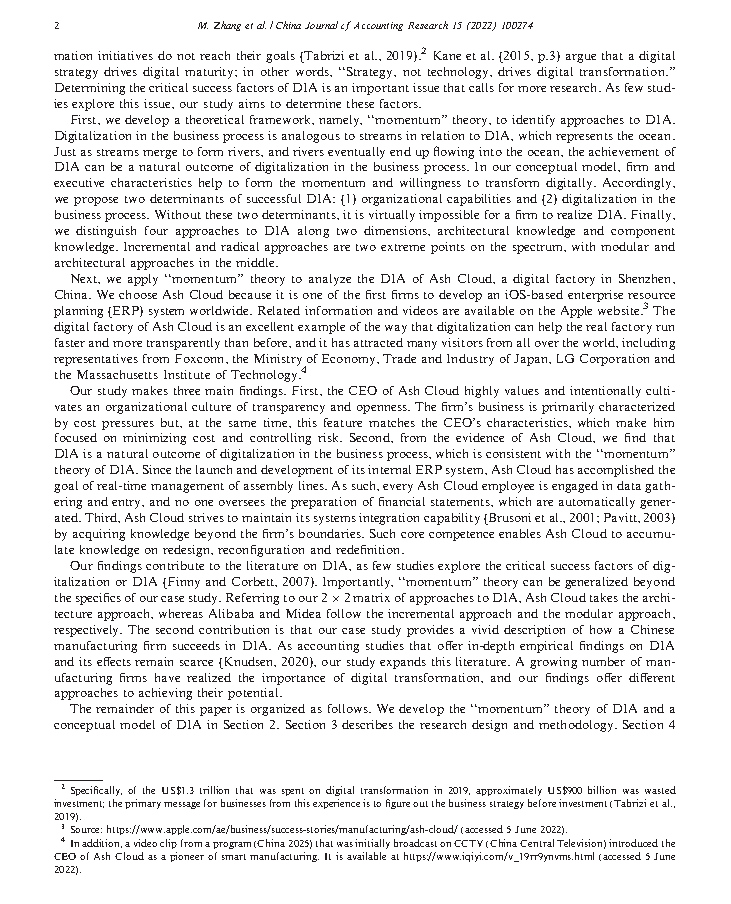 2
M. Zhang et al. / China Journal of Accounting Research 15 (2022) 100274
mation initiatives do not reach their goals (Tabrizi et al., 2019).2 Kane et al. (2015, p.3) argue that a digital
strategy drives digital maturity; in other words, “Strategy, not technology, drives digital transformation.”
Determining the critical success factors of D1A is an important issue that calls for more research. As few stud-
ies explore this issue, our study aims to determine these factors.
First, we develop a theoretical framework, namely, “momentum” theory, to identify approaches to D1A.
Digitalization in the business process is analogous to streams in relation to D1A, which represents the ocean.
Just as streams merge to form rivers, and rivers eventually end up flowing into the ocean, the achievement of
D1A can be a natural outcome of digitalization in the business process. In our conceptual model, firm and
executive characteristics help to form the momentum and willingness to transform digitally. Accordingly,
we propose two determinants of successful D1A: (1) organizational capabilities and (2) digitalization in the
business process. Without these two determinants, it is virtually impossible for a firm to realize D1A. Finally,
we distinguish four approaches to D1A along two dimensions, architectural knowledge and component
knowledge. Incremental and radical approaches are two extreme points on the spectrum, with modular and
architectural approaches in the middle.
Next, we apply “momentum” theory to analyze the D1A of Ash Cloud, a digital factory in Shenzhen,
China. We choose Ash Cloud because it is one of the first firms to develop an iOS-based enterprise resource
planning (ERP) system worldwide. Related information and videos are available on the Apple website.3 The
digital factory of Ash Cloud is an excellent example of the way that digitalization can help the real factory run
faster and more transparently than before, and it has attracted many visitors from all over the world, including
representatives from Foxconn, the Ministry of Economy, Trade and Industry of Japan, LG Corporation and
the Massachusetts Institute of Technology.4
Our study makes three main findings. First, the CEO of Ash Cloud highly values and intentionally culti-
vates an organizational culture of transparency and openness. The firm’s business is primarily characterized
by cost pressures but, at the same time, this feature matches the CEO’s characteristics, which make him
focused on minimizing cost and controlling risk. Second, from the evidence of Ash Cloud, we find that
D1A is a natural outcome of digitalization in the business process, which is consistent with the “momentum”
theory of D1A. Since the launch and development of its internal ERP system, Ash Cloud has accomplished the
goal of real-time management of assembly lines. As such, every Ash Cloud employee is engaged in data gath-
ering and entry, and no one oversees the preparation of financial statements, which are automatically gener-
ated. Third, Ash Cloud strives to maintain its systems integration capability (Brusoni et al., 2001; Pavitt, 2003)
by acquiring knowledge beyond the firm’s boundaries. Such core competence enables Ash Cloud to accumu-
late knowledge on redesign, reconfiguration and redefinition.
Our findings contribute to the literature on D1A, as few studies explore the critical success factors of dig-
italization or D1A (Finny and Corbett, 2007). Importantly, “momentum” theory can be generalized beyond
the specifics of our case study. Referring to our 2 × 2 matrix of approaches to D1A, Ash Cloud takes the archi-
tecture approach, whereas Alibaba and Midea follow the incremental approach and the modular approach,
respectively. The second contribution is that our case study provides a vivid description of how a Chinese
manufacturing firm succeeds in D1A. As accounting studies that offer in-depth empirical findings on D1A
and its effects remain scarce (Knudsen, 2020), our study expands this literature. A growing number of man-
ufacturing firms have realized the importance of digital transformation, and our findings offer different
approaches to achieving their potential.
The remainder of this paper is organized as follows. We develop the “momentum” theory of D1A and a
conceptual model of D1A in Section 2. Section 3 describes the research design and methodology. Section 4
2 Specifically, of the US$1.3 trillion that was spent on digital transformation in 2019, approximately US$900 billion was wasted
investment; the primary message for businesses from this experience is to figure out the business strategy before investment (Tabrizi et al.,
2019).
3 Source: https://www.apple.com/ae/business/success-stories/manufacturing/ash-cloud/ (accessed 5 June 2022).
4 In addition, a video clip from a program (China 2025) that was initially broadcast on CCTV (China Central Television) introduced the
CEO of Ash Cloud as a pioneer of smart manufacturing. It is available at https://www.iqiyi.com/v_19rr9ynvms.html (accessed 5 June
2022).